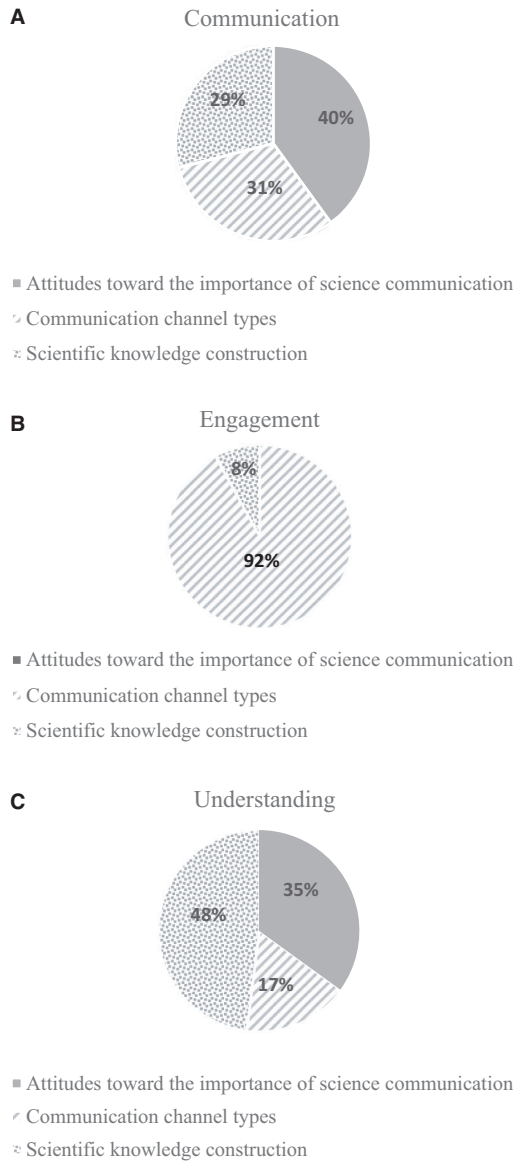 A
Communication
29%
40%
31%
Attitudes toward the importance of science communication
Communication channel types
Scientific knowledge construction
B
Engagement
8%
92%
Attitudes toward the importance of science communication
Communication channel types
Scientific knowledge construction
C
Understanding
35%
48%
17%
Attitudes toward the importance of science communication
Communication channel types
Scientific knowledge construction